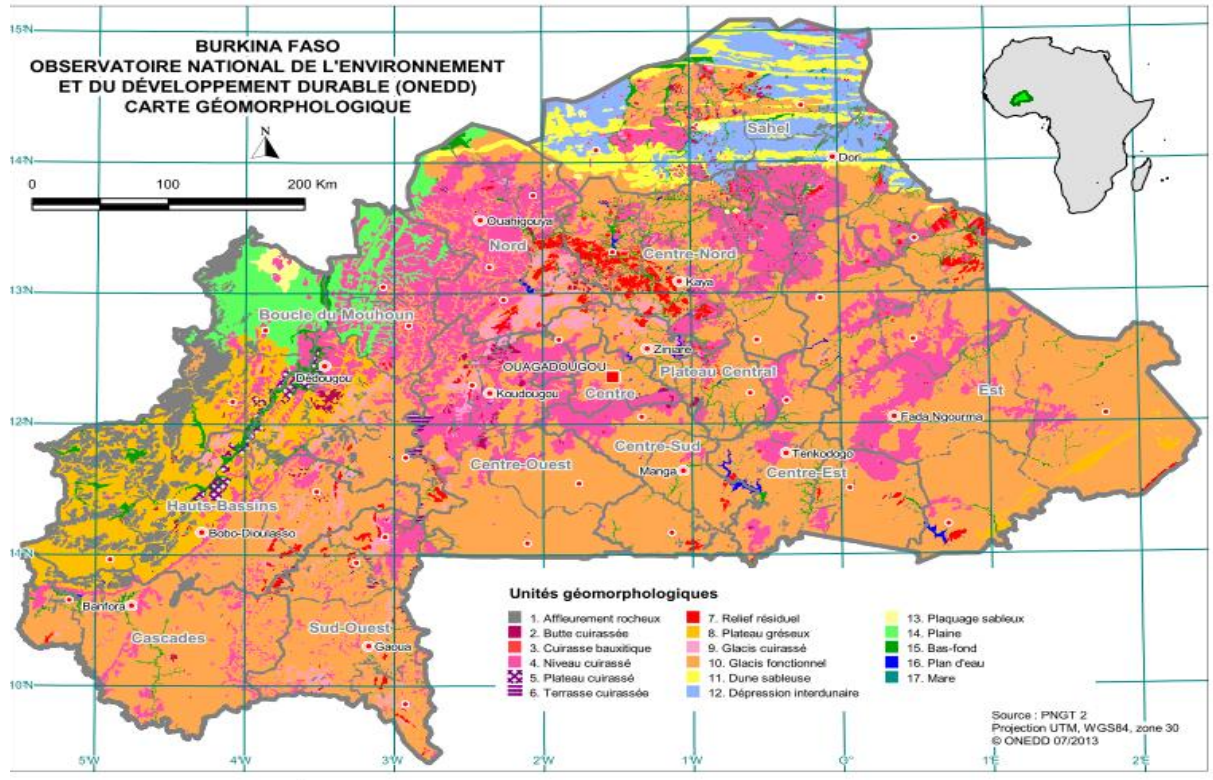 BURKINA FASO
OBSERVATOIRE NATIONAL DE L'ENVIRONNEMENT
ET DU DÉVELOPPEMENT DURABLE (ONEDD)
CARTE GÉOMORPHOLOGIQUE
N
0 100 200 Km
15°N
14°N
13°N
12°N
11°N
10°N
Sahel
Dori
Ouahigouya
Nord
Centre-Nord
Kaya
Boucle du Mouhoun
Ziniare
OUAGADOUGOU
Plateau Central
Dédougou
Koudougou
Centre
Est
Fada Ngourma
Centre-Sud
Centre-Ouest
Manga
Tenkodogo
Centre-Est
Hauts-Bassins
Bobo-Dioulasso
Banfora
Cascades
Sud-Ouest
Gaoua
Unités géomorphologiques
1. Affleurement rocheux
2. Butte cuirassée
3. Cuirasse bauxitique
4. Niveau cuirassé
5. Plateau cuirassé
6. Terrasse cuirassée
7. Relief résiduel
8. Plateau gréseux
9. Glacis cuirassé
10. Glacis fonctionnel
11. Dune sableuse
12. Dépression interdunaire
13. Plaquage sableux
14. Plaine
15. Bas-fond
16. Plan d'eau
17. Mare
Source : PNGT 2
Projection UTM, WGS84, zone 30
© ONEDD 07/2013
5°W 4°W 3°W 2°W 1°W 0° 1°E 2°E